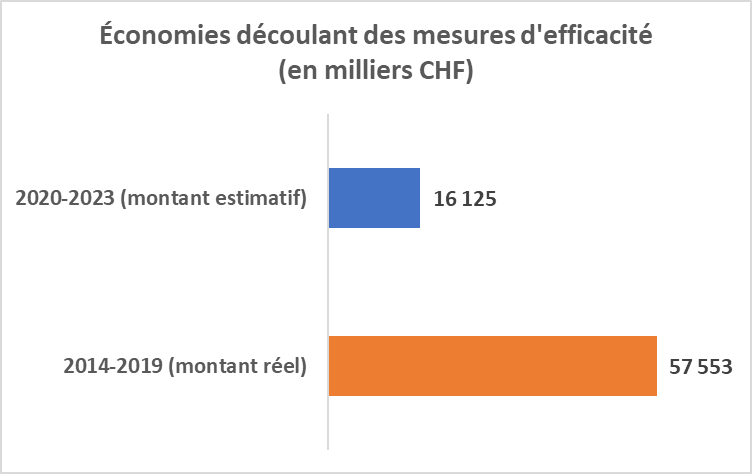 Économies découlant des mesures d'efficacité
(en milliers CHF)
2020-2023 (montant estimatif)
16 125
2014-2019 (montant réel)
57 553